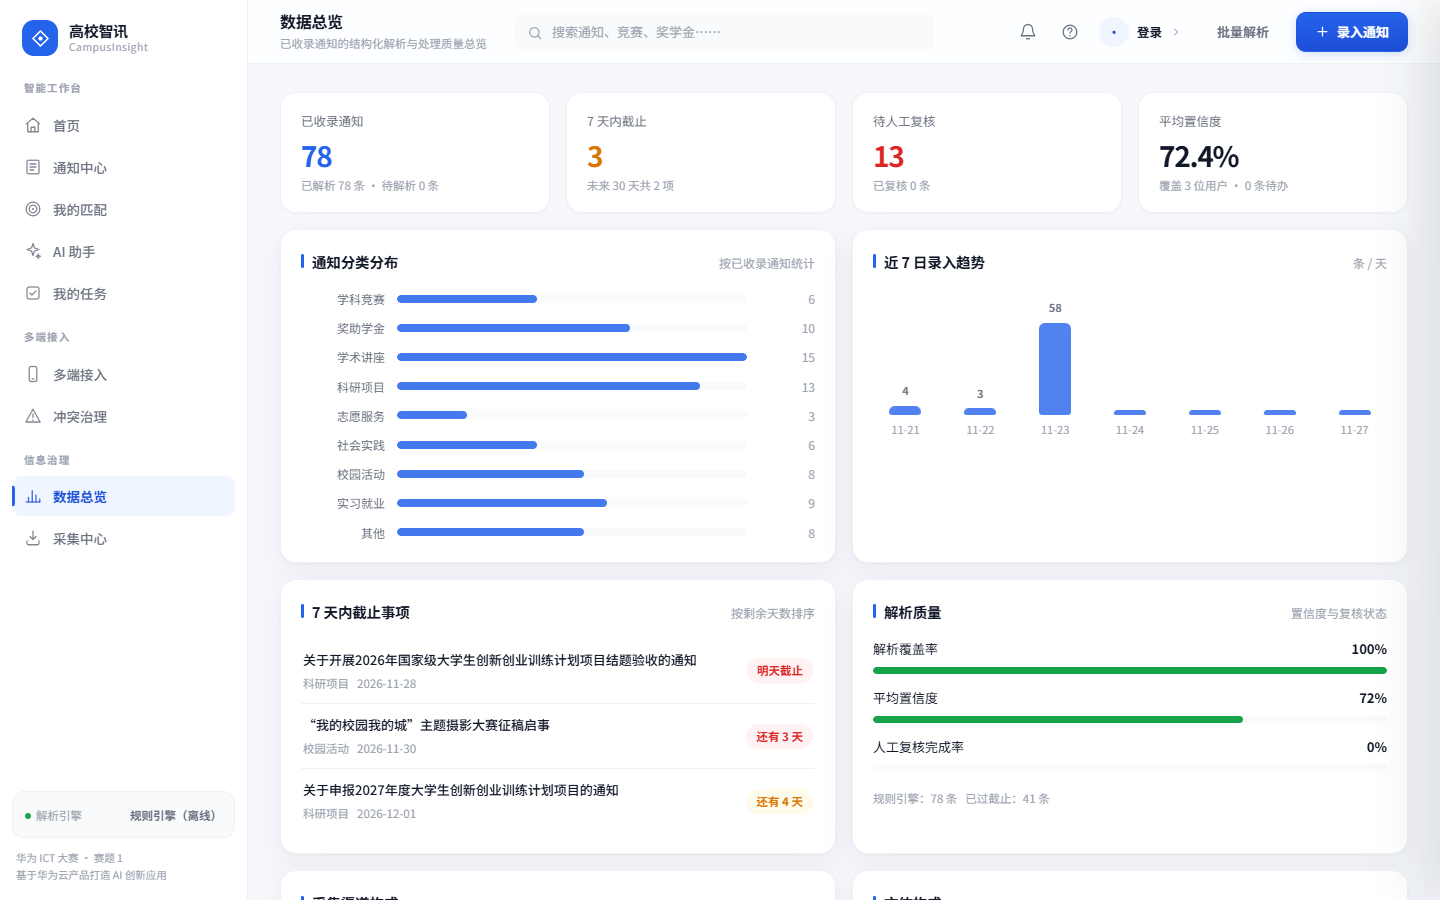 高校智讯
CampusInsight
智能工作台
首页
通知中心
我的匹配
AI 助手
我的任务
多端接入
多端接入
冲突治理
信息治理
数据总览
采集中心
解析引擎 规则引擎（离线）
华为 ICT 大赛 · 赛题 1
基于华为云产品打造 AI 创新应用
数据总览
已收录通知的结构化解析与处理质量总览
搜索通知、竞赛、奖学金……
登录
批量解析
录入通知
已收录通知
78
已解析 78 条 · 待解析 0 条
7 天内截止
3
未来 30 天共 2 项
待人工复核
13
已复核 0 条
平均置信度
72.4%
覆盖 3 位用户 · 0 条待办
通知分类分布 按已收录通知统计
学科竞赛 6
奖助学金 10
学术讲座 15
科研项目 13
志愿服务 3
社会实践 6
校园活动 8
实习就业 9
其他 8
近 7 日录入趋势 条 / 天
4 3 58
11-21 11-22 11-23 11-24 11-25 11-26 11-27
7 天内截止事项 按剩余天数排序
关于开展2026年国家级大学生创新创业训练计划项目结题验收的通知
科研项目 2026-11-28
明天截止
“我的校园我的城”主题摄影大赛征稿启事
校园活动 2026-11-30
还有 3 天
关于申报2027年度大学生创新创业训练计划项目的通知
科研项目 2026-12-01
还有 4 天
解析质量 置信度与复核状态
解析覆盖率 100%
平均置信度 72%
人工复核完成率 0%
规则引擎：78 条 已过截止：41 条